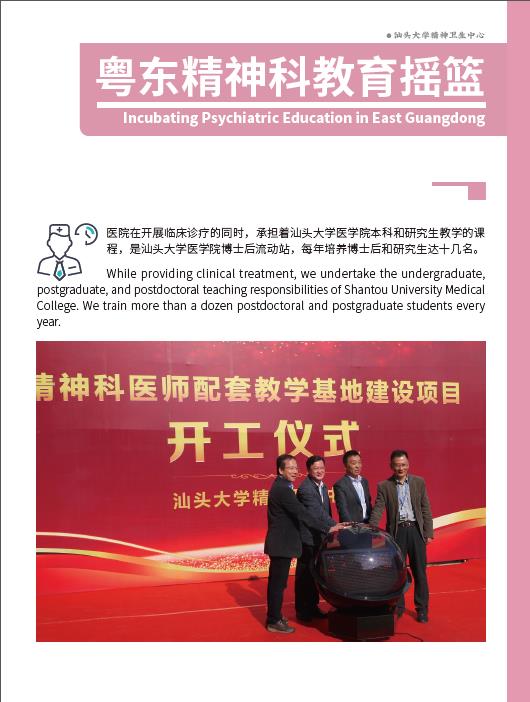 ●汕头大学精神卫生中心
粤东精神科教育摇篮
Incubating Psychiatric Education in East Guangdong
医院在开展临床诊疗的同时，承担着汕头大学医学院本科和研究生教学的课
程，是汕头大学医学院博士后流动站，每年培养博士后和研究生达十几名。
While providing clinical treatment, we undertake the undergraduate,
postgraduate, and postdoctoral teaching responsibilities of Shantou University Medical
College. We train more than a dozen postdoctoral and postgraduate students every
year.
精神科医师配套教学基地建设项目
开工仪式
汕头大学精